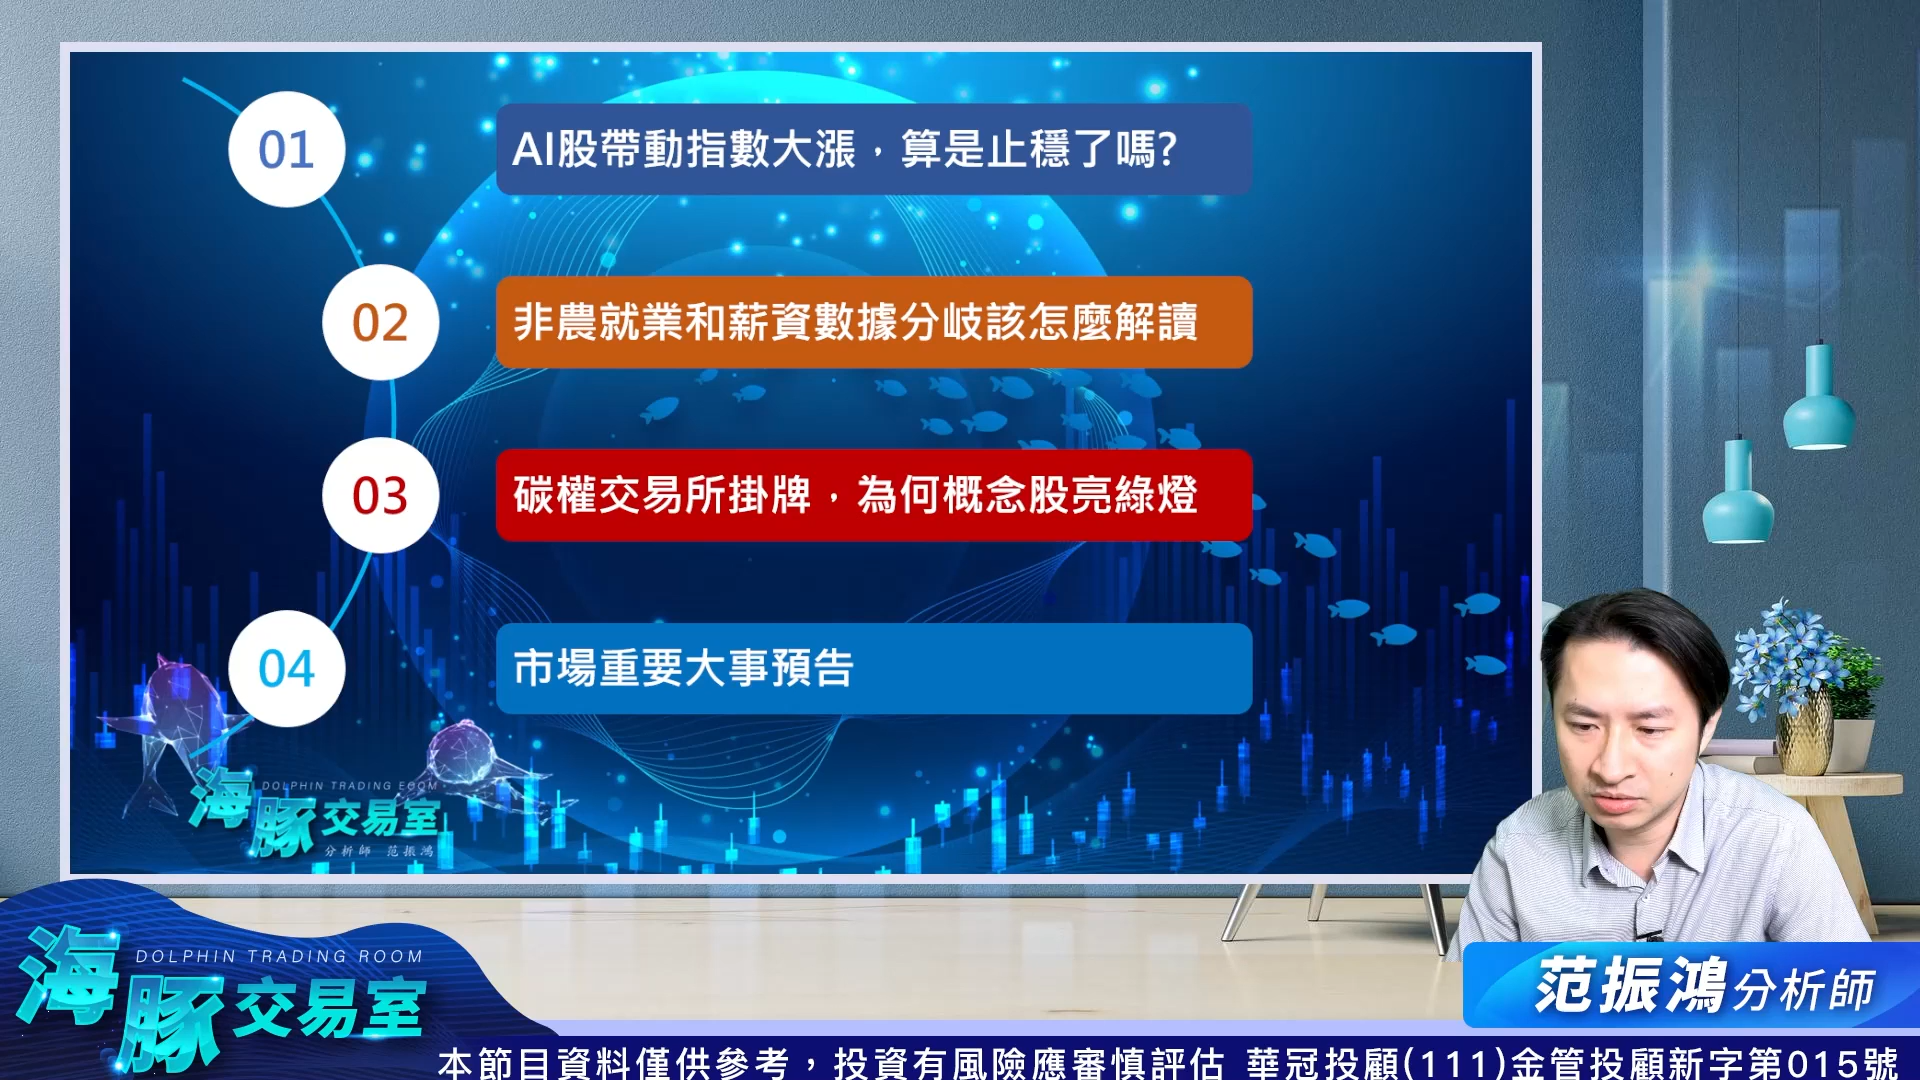 01
AI股帶動指數大漲，算是止穩了嗎?
02
非農就業和薪資數據分岐該怎麼解讀
03
碳權交易所掛牌，為何概念股亮綠燈
04
市場重要大事預告
海豚交易室
DOLPHIN TRADING ROOM
分析師 范振鴻
海豚交易室
DOLPHIN TRADING ROOM
范振鴻分析師
本節目資料僅供參考，投資有風險應審慎評估 華冠投顧(111)金管投顧新字第015號